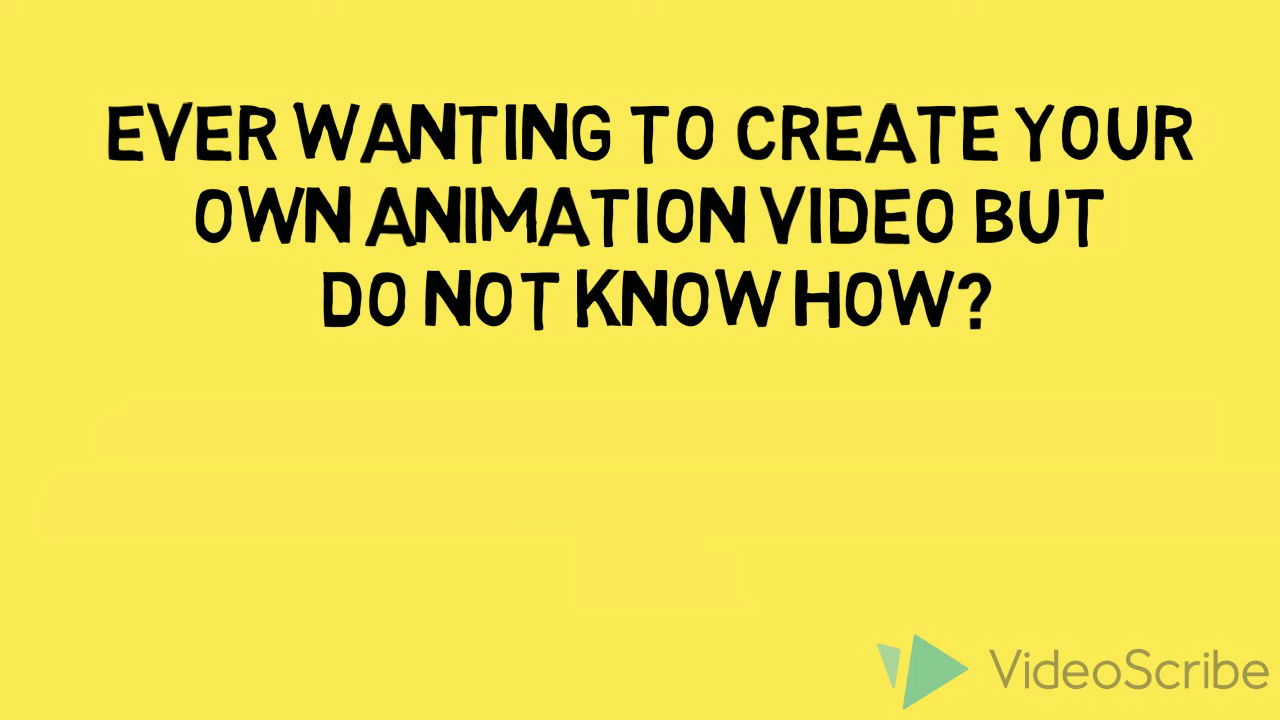 EVER WANTING TO CREATE YOUR
OWN ANIMATION VIDEO BUT
DO NOT KNOW HOW?
VideoScribe